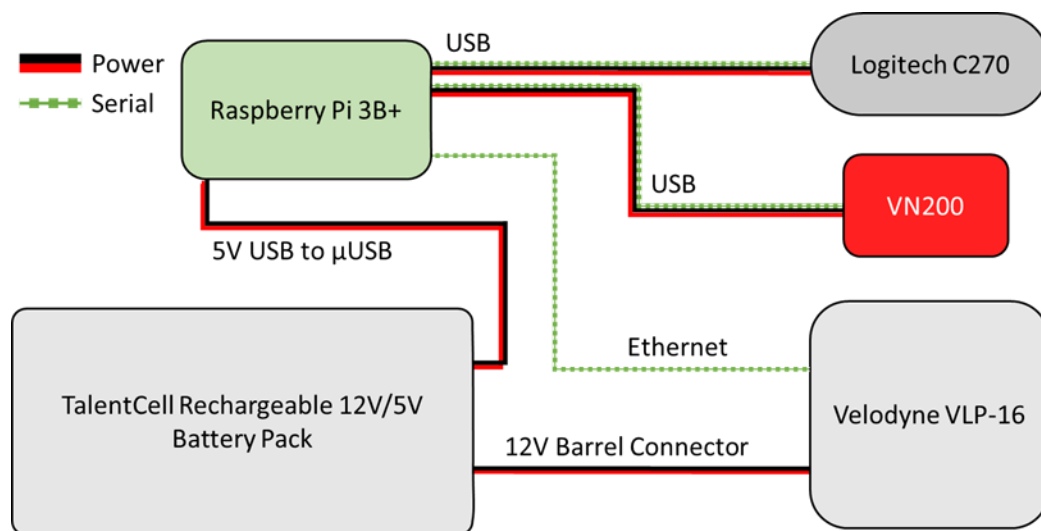 Power
Serial
Raspberry Pi 3B+
USB
Logitech C270
USB
VN200
5V USB to μUSB
Ethernet
TalentCell Rechargeable 12V/5V
Battery Pack
12V Barrel Connector
Velodyne VLP-16